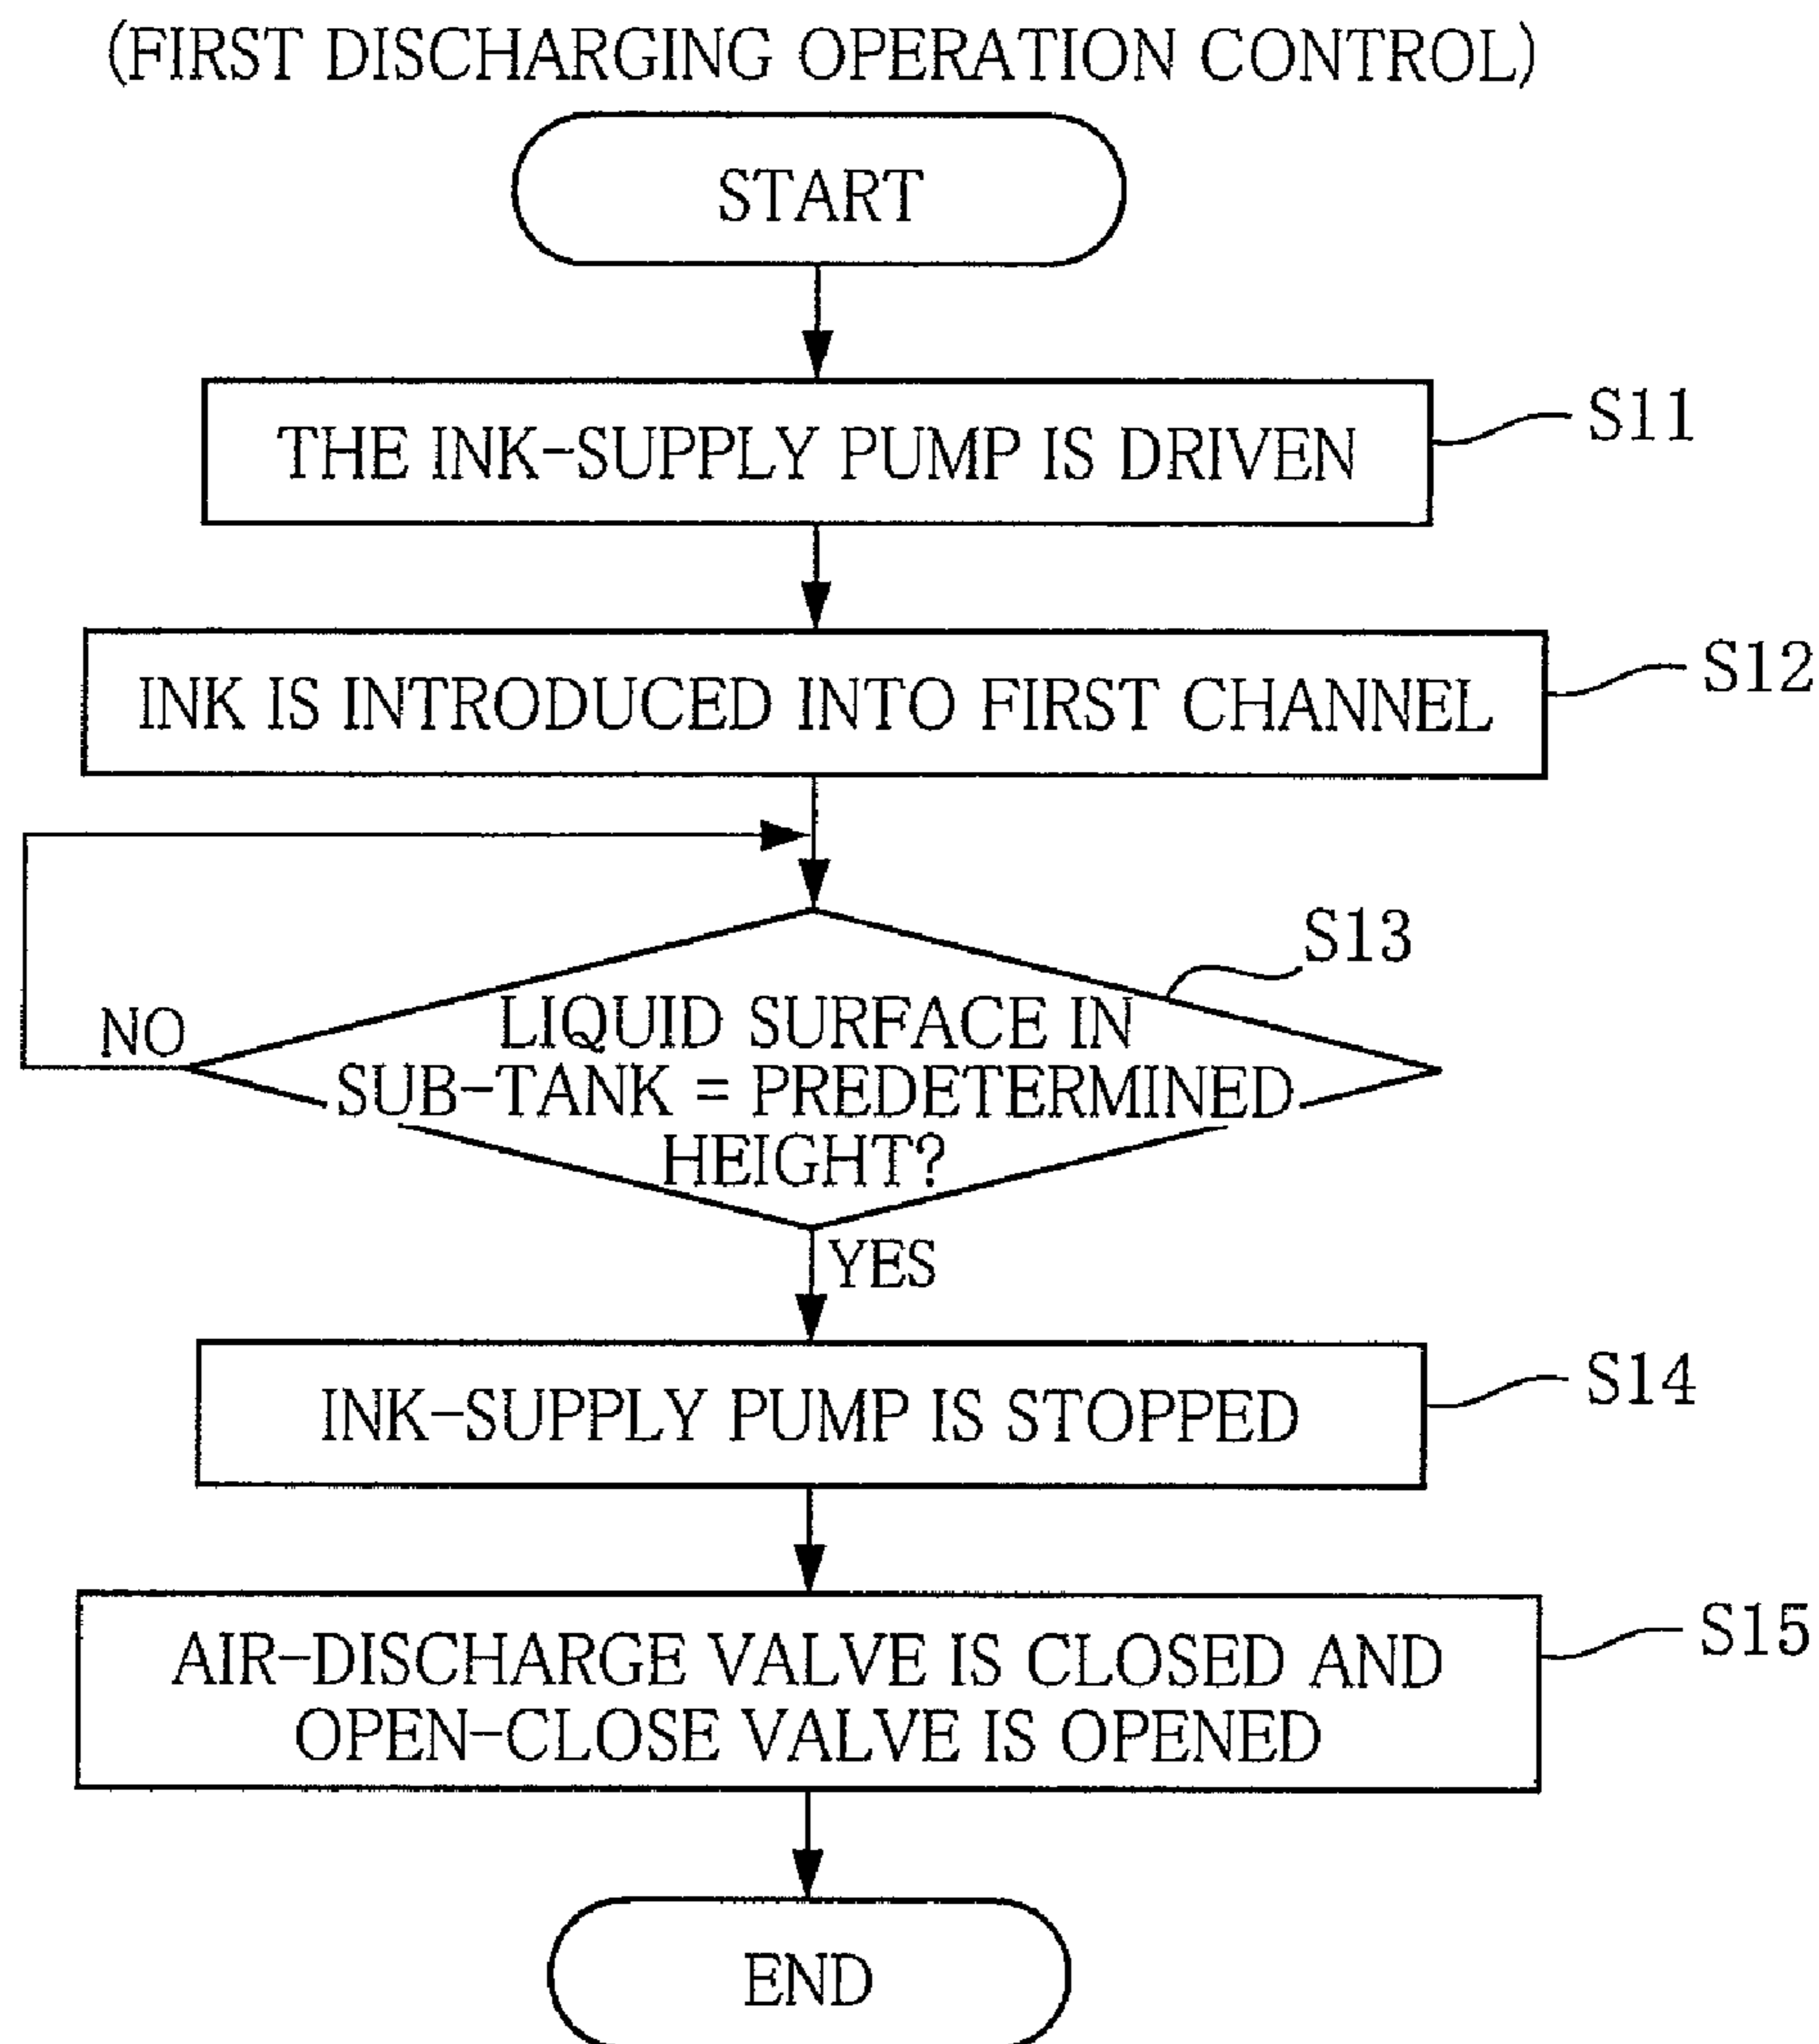 (FIRST DISCHARGING OPERATION CONTROL)
START
THE INK-SUPPLY PUMP IS DRIVEN
S11
INK IS INTRODUCED INTO FIRST CHANNEL
S12
S13
NO
LIQUID SURFACE IN
SUB-TANK = PREDETERMINED
HEIGHT?
YES
INK-SUPPLY PUMP IS STOPPED
S14
AIR-DISCHARGE VALVE IS CLOSED AND
OPEN-CLOSE VALVE IS OPENED
S15
END